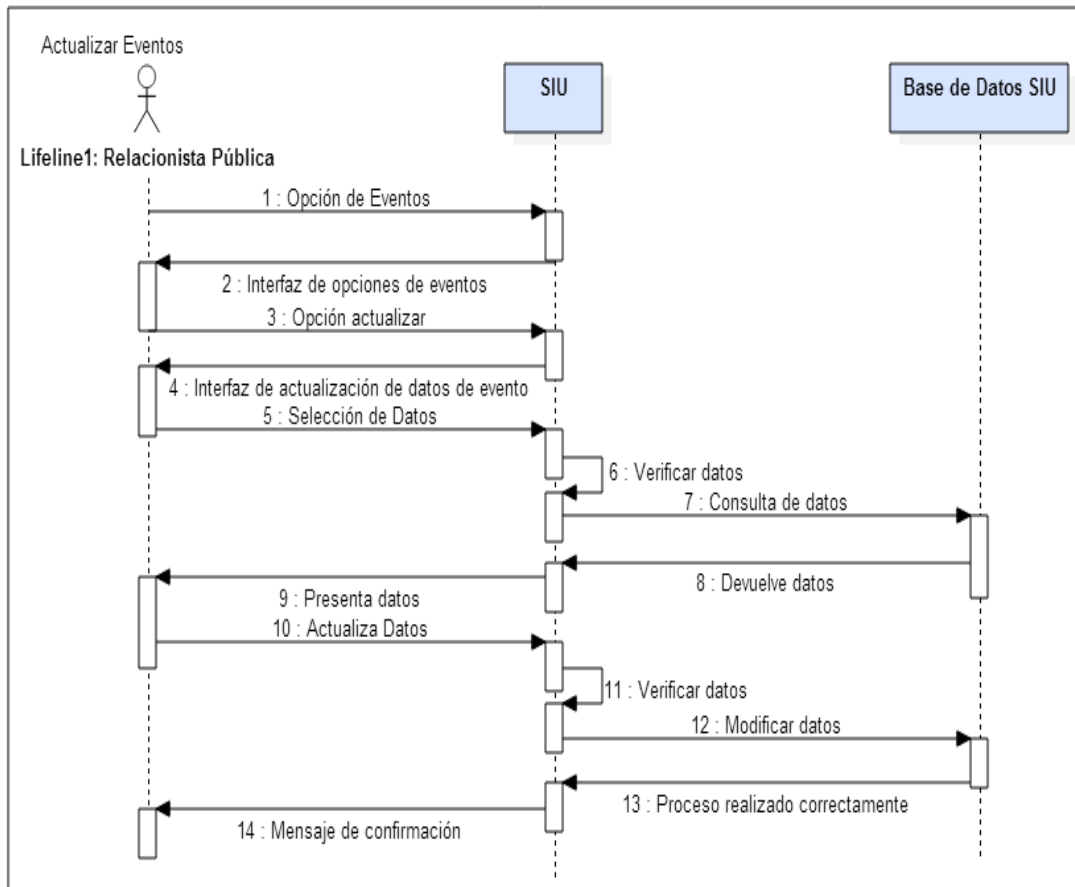 Actualizar Eventos
SIU
Base de Datos SIU
Lifeline1: Relacionista Pública
1 : Opción de Eventos
2 : Interfaz de opciones de eventos
3 : Opción actualizar
4 : Interfaz de actualización de datos de evento
5 : Selección de Datos
6 : Verificar datos
7 : Consulta de datos
8 : Devuelve datos
9 : Presenta datos
10 : Actualiza Datos
11 : Verificar datos
12 : Modificar datos
13 : Proceso realizado correctamente
14 : Mensaje de confirmación